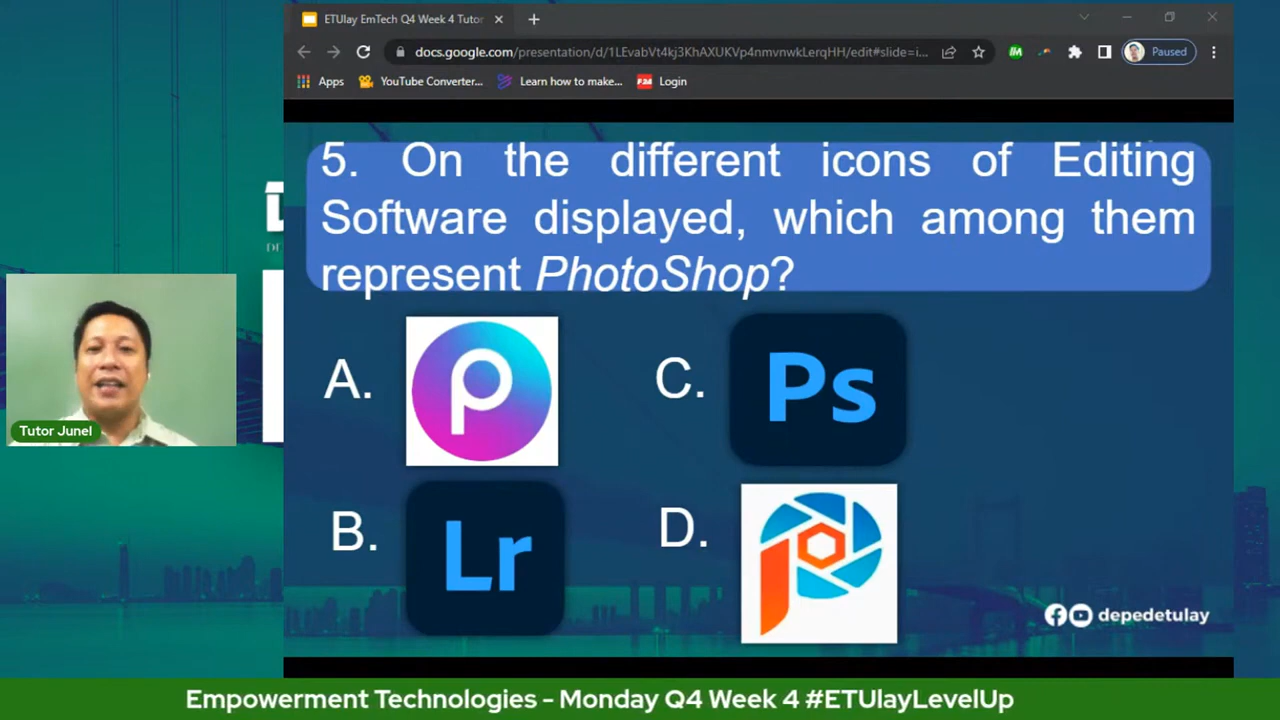 ETUlay EmTech Q4 Week 4 Tutor
docs.google.com/presentation/d/1LEvabVt4kj3KhAXUKVp4nmvnwkLerqHH/edit#slide=i...
Paused
Apps
YouTube Converter...
Learn how to make...
Login
5. On the different icons of Editing
Software displayed, which among them
represent PhotoShop?
A.
C.
Ps
B.
Lr
D.
Tutor Junel
depedetulay
Empowerment Technologies - Monday Q4 Week 4 #ETUlayLevelUp